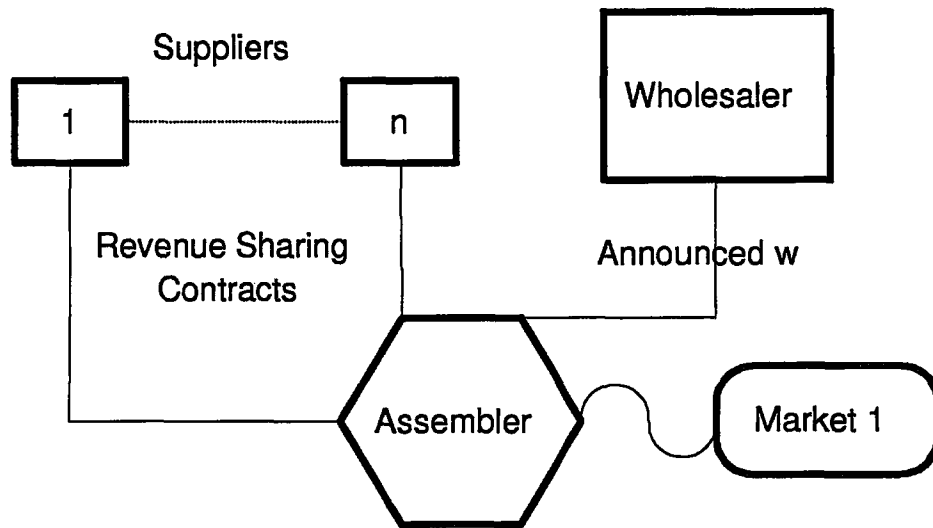 Suppliers
1
n
Wholesaler
Revenue Sharing
Contracts
Announced w
Assembler
Market 1